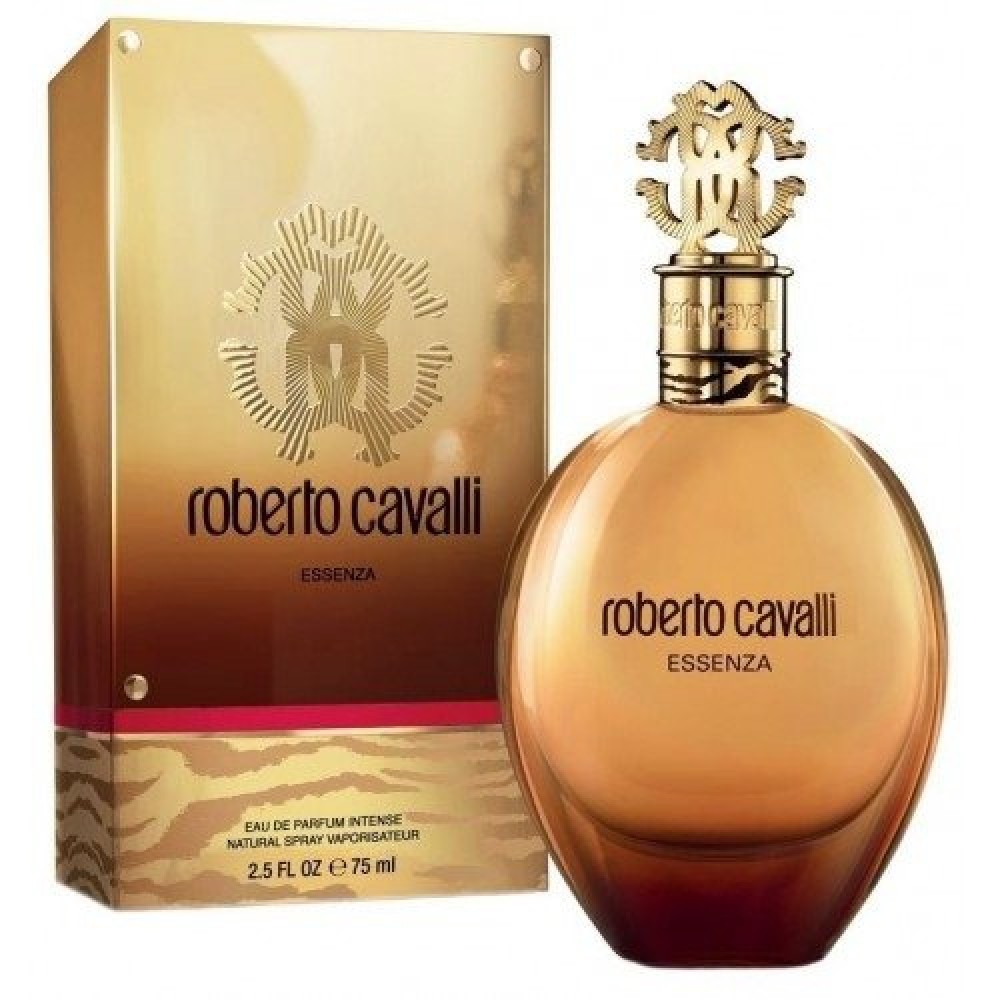 roberto cavalli
ESSENZA
EAU DE PARFUM INTENSE
NATURAL SPRAY VAPORISATEUR
2.5 FL OZ ℮ 75 ml
roberto cavalli
roberto cavalli
ESSENZA